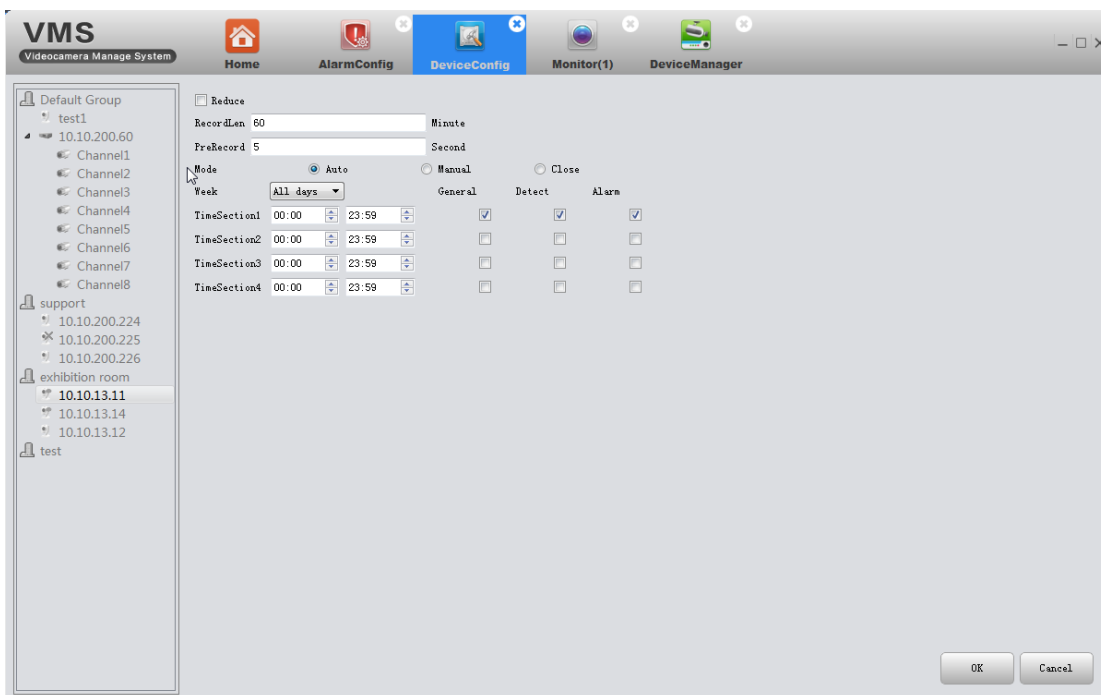 VMS
Videocamera Manage System
Home
AlarmConfig
DeviceConfig
Monitor(1)
DeviceManager
Default Group
test1
10.10.200.60
Channel1
Channel2
Channel3
Channel4
Channel5
Channel6
Channel7
Channel8
support
10.10.200.224
10.10.200.225
10.10.200.226
exhibition room
10.10.13.11
10.10.13.14
10.10.13.12
test
Reduce
RecordLen 60 Minute
PreRecord 5 Second
Mode Auto Manual Close
Week All days General Detect Alarm
TimeSection1 00:00 23:59
TimeSection2 00:00 23:59
TimeSection3 00:00 23:59
TimeSection4 00:00 23:59
OK Cancel